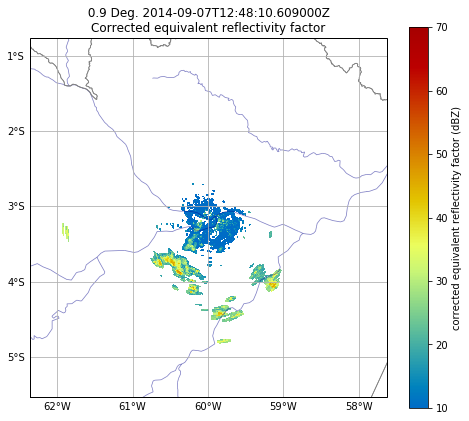 0.9 Deg. 2014-09-07T12:48:10.609000Z
Corrected equivalent reflectivity factor
1°S
2°S
3°S
4°S
5°S
62°W
61°W
60°W
59°W
58°W
70
60
50
40
30
20
10
corrected equivalent reflectivity factor (dBZ)